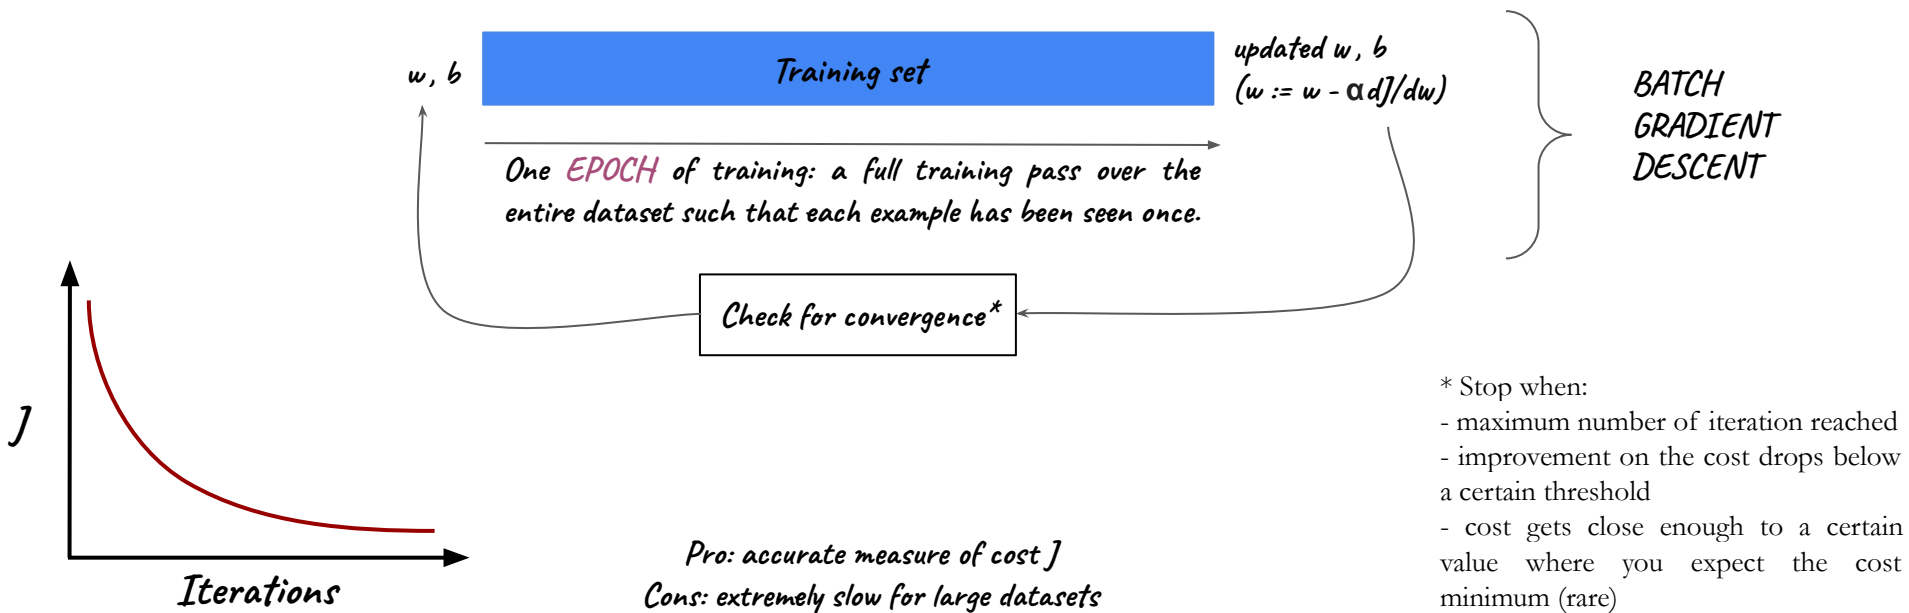 w, b
Training set
updated w, b
(w := w - αdJ/dw)
BATCH
GRADIENT
DESCENT
One EPOCH of training: a full training pass over the
entire dataset such that each example has been seen once.
Check for convergence*
J
Iterations
Pro: accurate measure of cost J
Cons: extremely slow for large datasets
* Stop when:
- maximum number of iteration reached
- improvement on the cost drops below
a certain threshold
- cost gets close enough to a certain
value where you expect the cost
minimum (rare)